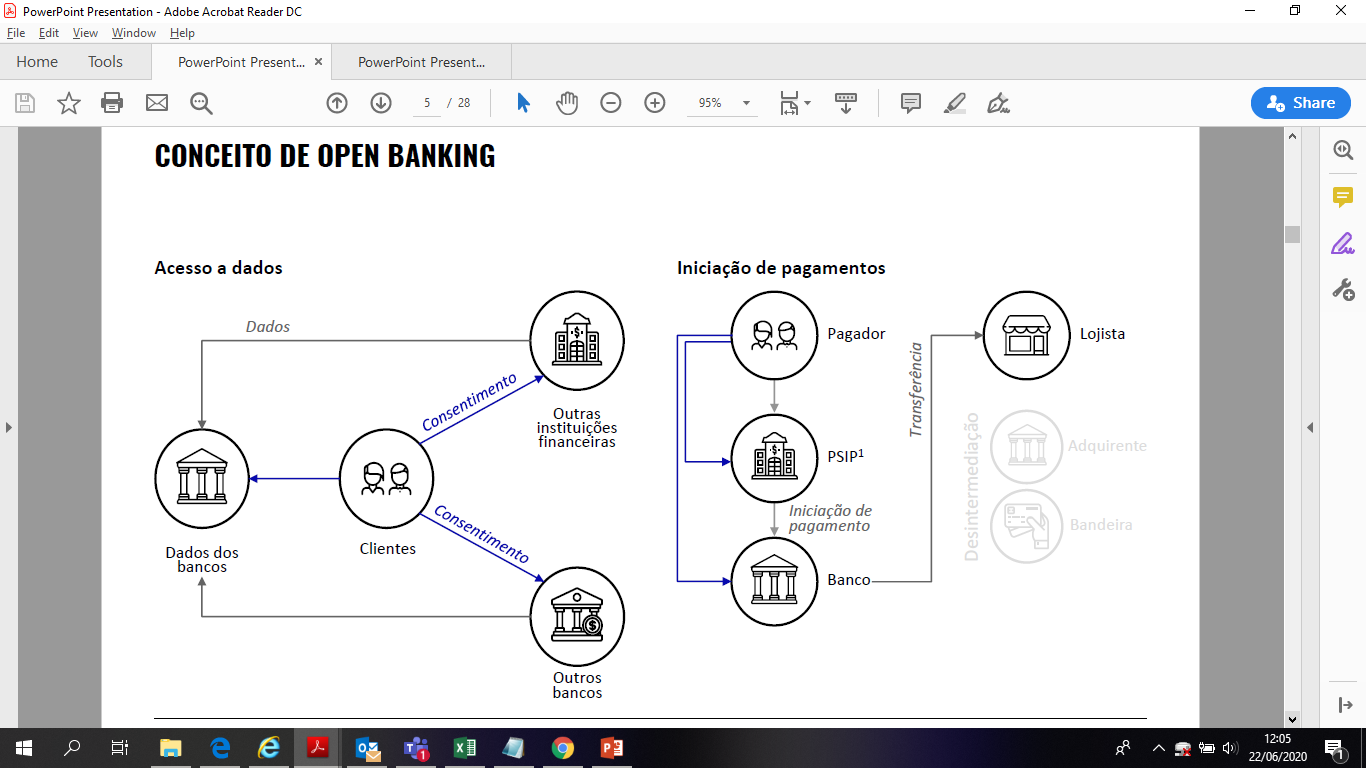 PowerPoint Presentation - Adobe Acrobat Reader DC
File Edit View Window Help
Home Tools PowerPoint Present... × PowerPoint Present...
5 / 28 95% Share
CONCEITO DE OPEN BANKING
Acesso a dados
Dados
Consentimento
Outras
instituições
financeiras
Dados dos
bancos
Clientes
Consentimento
Outros
bancos
Iniciação de pagamentos
Pagador
PSIP¹
Iniciação de
pagamento
Banco
Transferência
Lojista
Desintermediação
Adquirente
Bandeira
12:05
22/06/2020
1
1